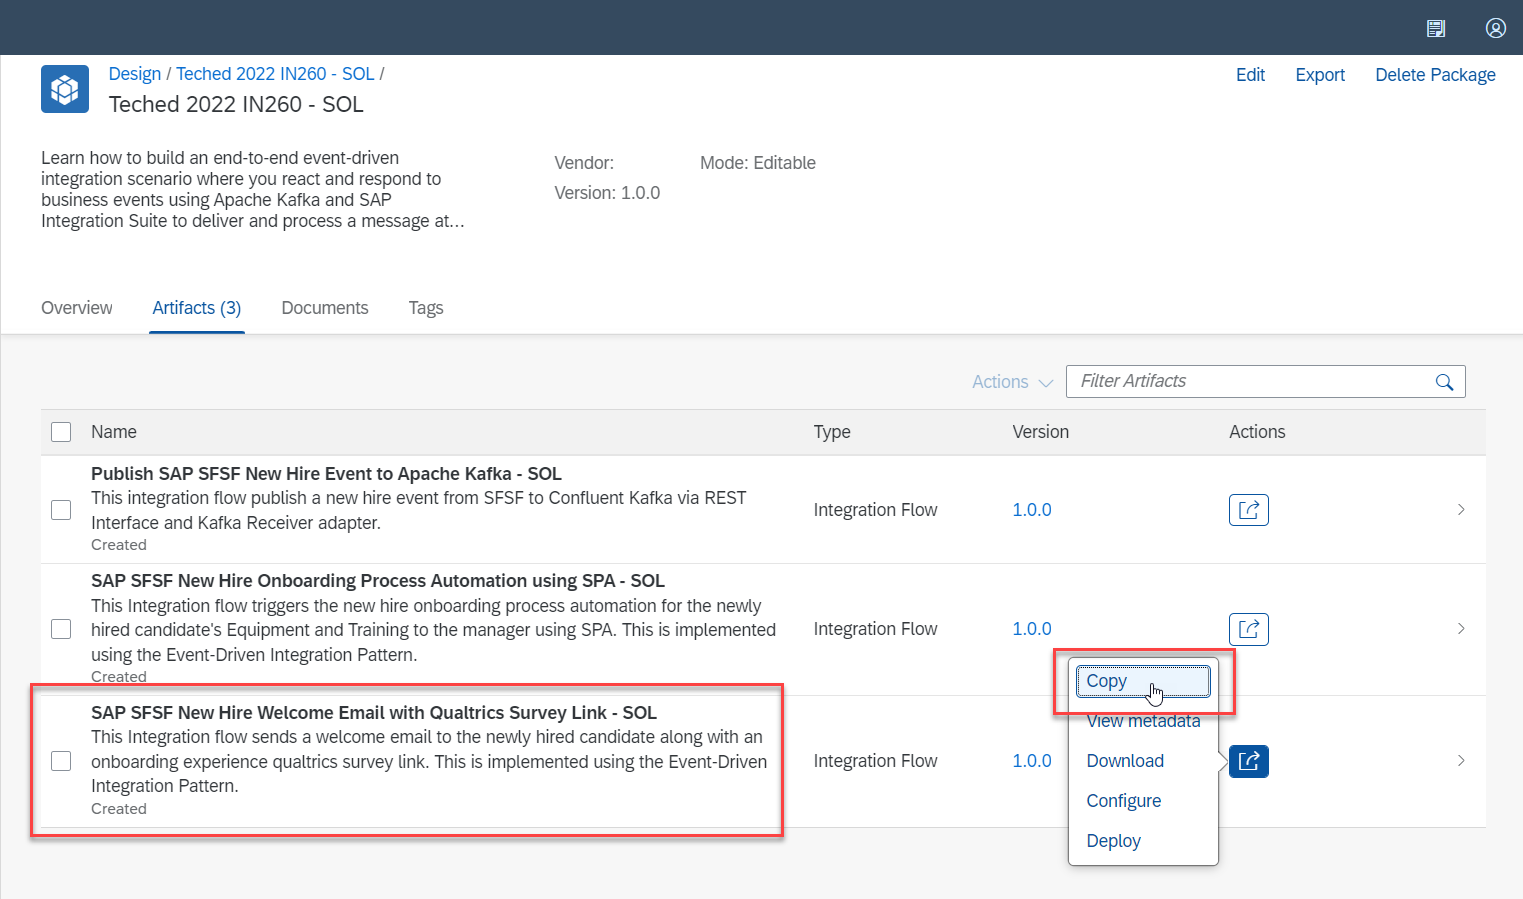 Design / Teched 2022 IN260 - SOL /
Teched 2022 IN260 - SOL
Edit Export Delete Package
Learn how to build an end-to-end event-driven
integration scenario where you react and respond to
business events using Apache Kafka and SAP
Integration Suite to deliver and process a message at...
Vendor:
Version: 1.0.0
Mode: Editable
Overview Artifacts (3) Documents Tags
Actions Filter Artifacts
Name Type Version Actions
Publish SAP SFSF New Hire Event to Apache Kafka - SOL
This integration flow publish a new hire event from SFSF to Confluent Kafka via REST
Interface and Kafka Receiver adapter.
Created
Integration Flow 1.0.0
SAP SFSF New Hire Onboarding Process Automation using SPA - SOL
This Integration flow triggers the new hire onboarding process automation for the newly
hired candidate's Equipment and Training to the manager using SPA. This is implemented
using the Event-Driven Integration Pattern.
Created
Integration Flow 1.0.0
SAP SFSF New Hire Welcome Email with Qualtrics Survey Link - SOL
This Integration flow sends a welcome email to the newly hired candidate along with an
onboarding experience qualtrics survey link. This is implemented using the Event-Driven
Integration Pattern.
Created
Integration Flow 1.0.0
Copy
View metadata
Download
Configure
Deploy